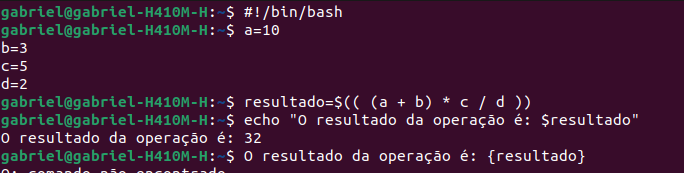 gabriel@gabriel-H410M-H:~$ #!/bin/bash
gabriel@gabriel-H410M-H:~$ a=10
b=3
c=5
d=2
gabriel@gabriel-H410M-H:~$ resultado=$(( (a + b) * c / d ))
gabriel@gabriel-H410M-H:~$ echo "O resultado da operação é: $resultado"
O resultado da operação é: 32
gabriel@gabriel-H410M-H:~$ O resultado da operação é: {resultado}
O: comando não encontrado